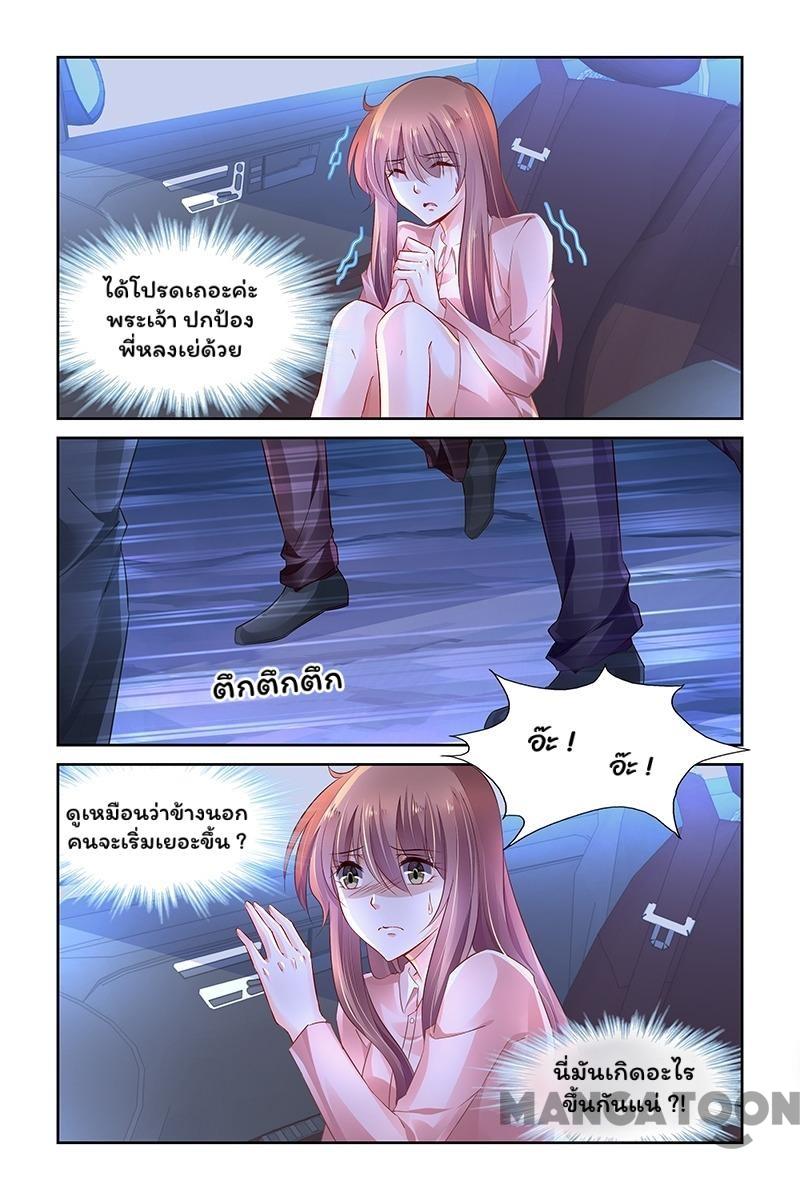 ได้โปรดเถอะค่ะ
พระเจ้า ปกป้อง
พี่หลงเย่ด้วย
ตึกตึกตึก
อ๊ะ !
อ๊ะ !
ดูเหมือนว่าข้างนอก
คนจะเริ่มเยอะขึ้น ?
นี่มันเกิดอะไร
ขึ้นกันแน่ ?!
MANGATOON